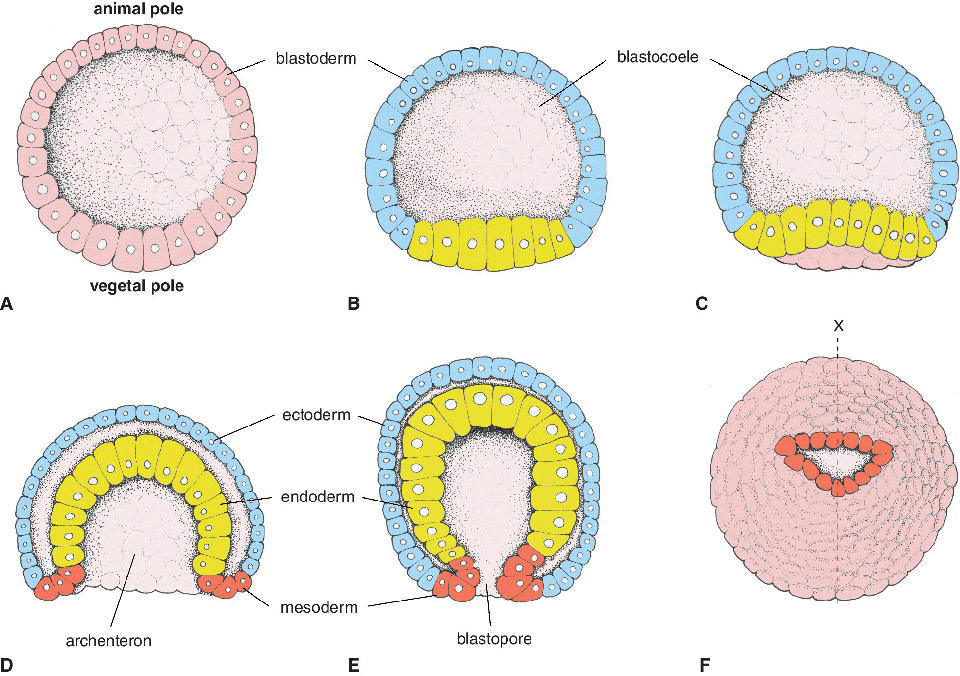 animal pole
blastoderm
blastocoele
vegetal pole
A
B
C
X
ectoderm
endoderm
mesoderm
archenteron
blastopore
D
E
F